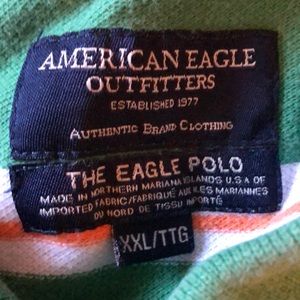 AMERICAN EAGLE
OUTFITTERS
ESTABLISHED 1977
AUTHENTIC BRAND CLOTHING
THE EAGLE POLO
MADE IN NORTHERN MARIANA ISLANDS U.S.A OF
IMPORTED FABRIC/FABRIQUÉ AUX ILES MARIANNES
DU NORD DE TISSU IMPORTÉ
XXL/TTG